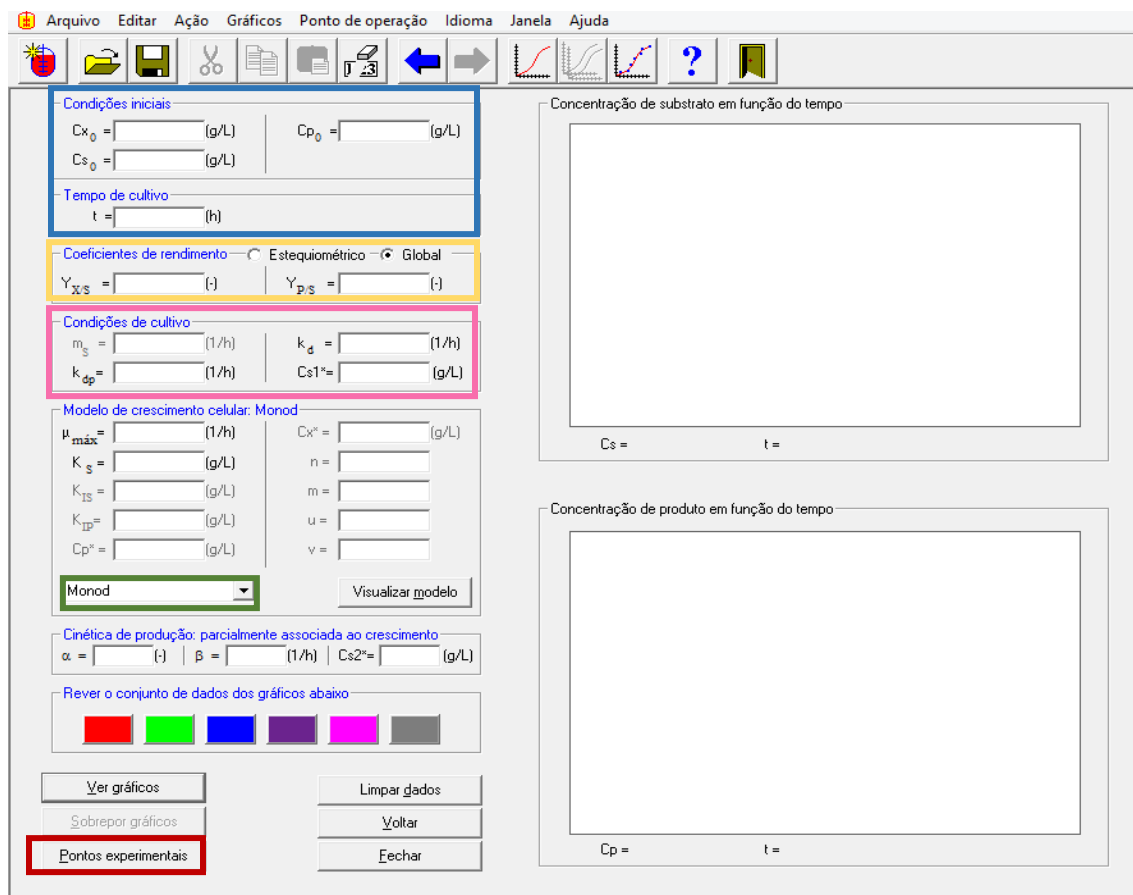 Arquivo Editar Ação Gráficos Ponto de operação Idioma Janela Ajuda
Condições iniciais
Cx0 = (g/L) Cp0 = (g/L)
Cs0 = (g/L)
Tempo de cultivo
t = (h)
Coeficientes de rendimento Estequiométrico Global
YX/S = (-) YP/S = (-)
Condições de cultivo
mS = (1/h) kd = (1/h)
kdp= (1/h) Cs1*= (g/L)
Modelo de crescimento celular: Monod
μmáx= (1/h) Cx* = (g/L)
KS = (g/L) n =
KIS = (g/L) m =
KIP= (g/L) u =
Cp* = (g/L) v =
Monod Visualizar modelo
Cinética de produção: parcialmente associada ao crescimento
α = (-) β = (1/h) Cs2*= (g/L)
Rever o conjunto de dados dos gráficos abaixo
Ver gráficos Limpar dados
Sobrepor gráficos Voltar
Pontos experimentais Fechar
Concentração de substrato em função do tempo
Cs = t =
Concentração de produto em função do tempo
Cp = t =